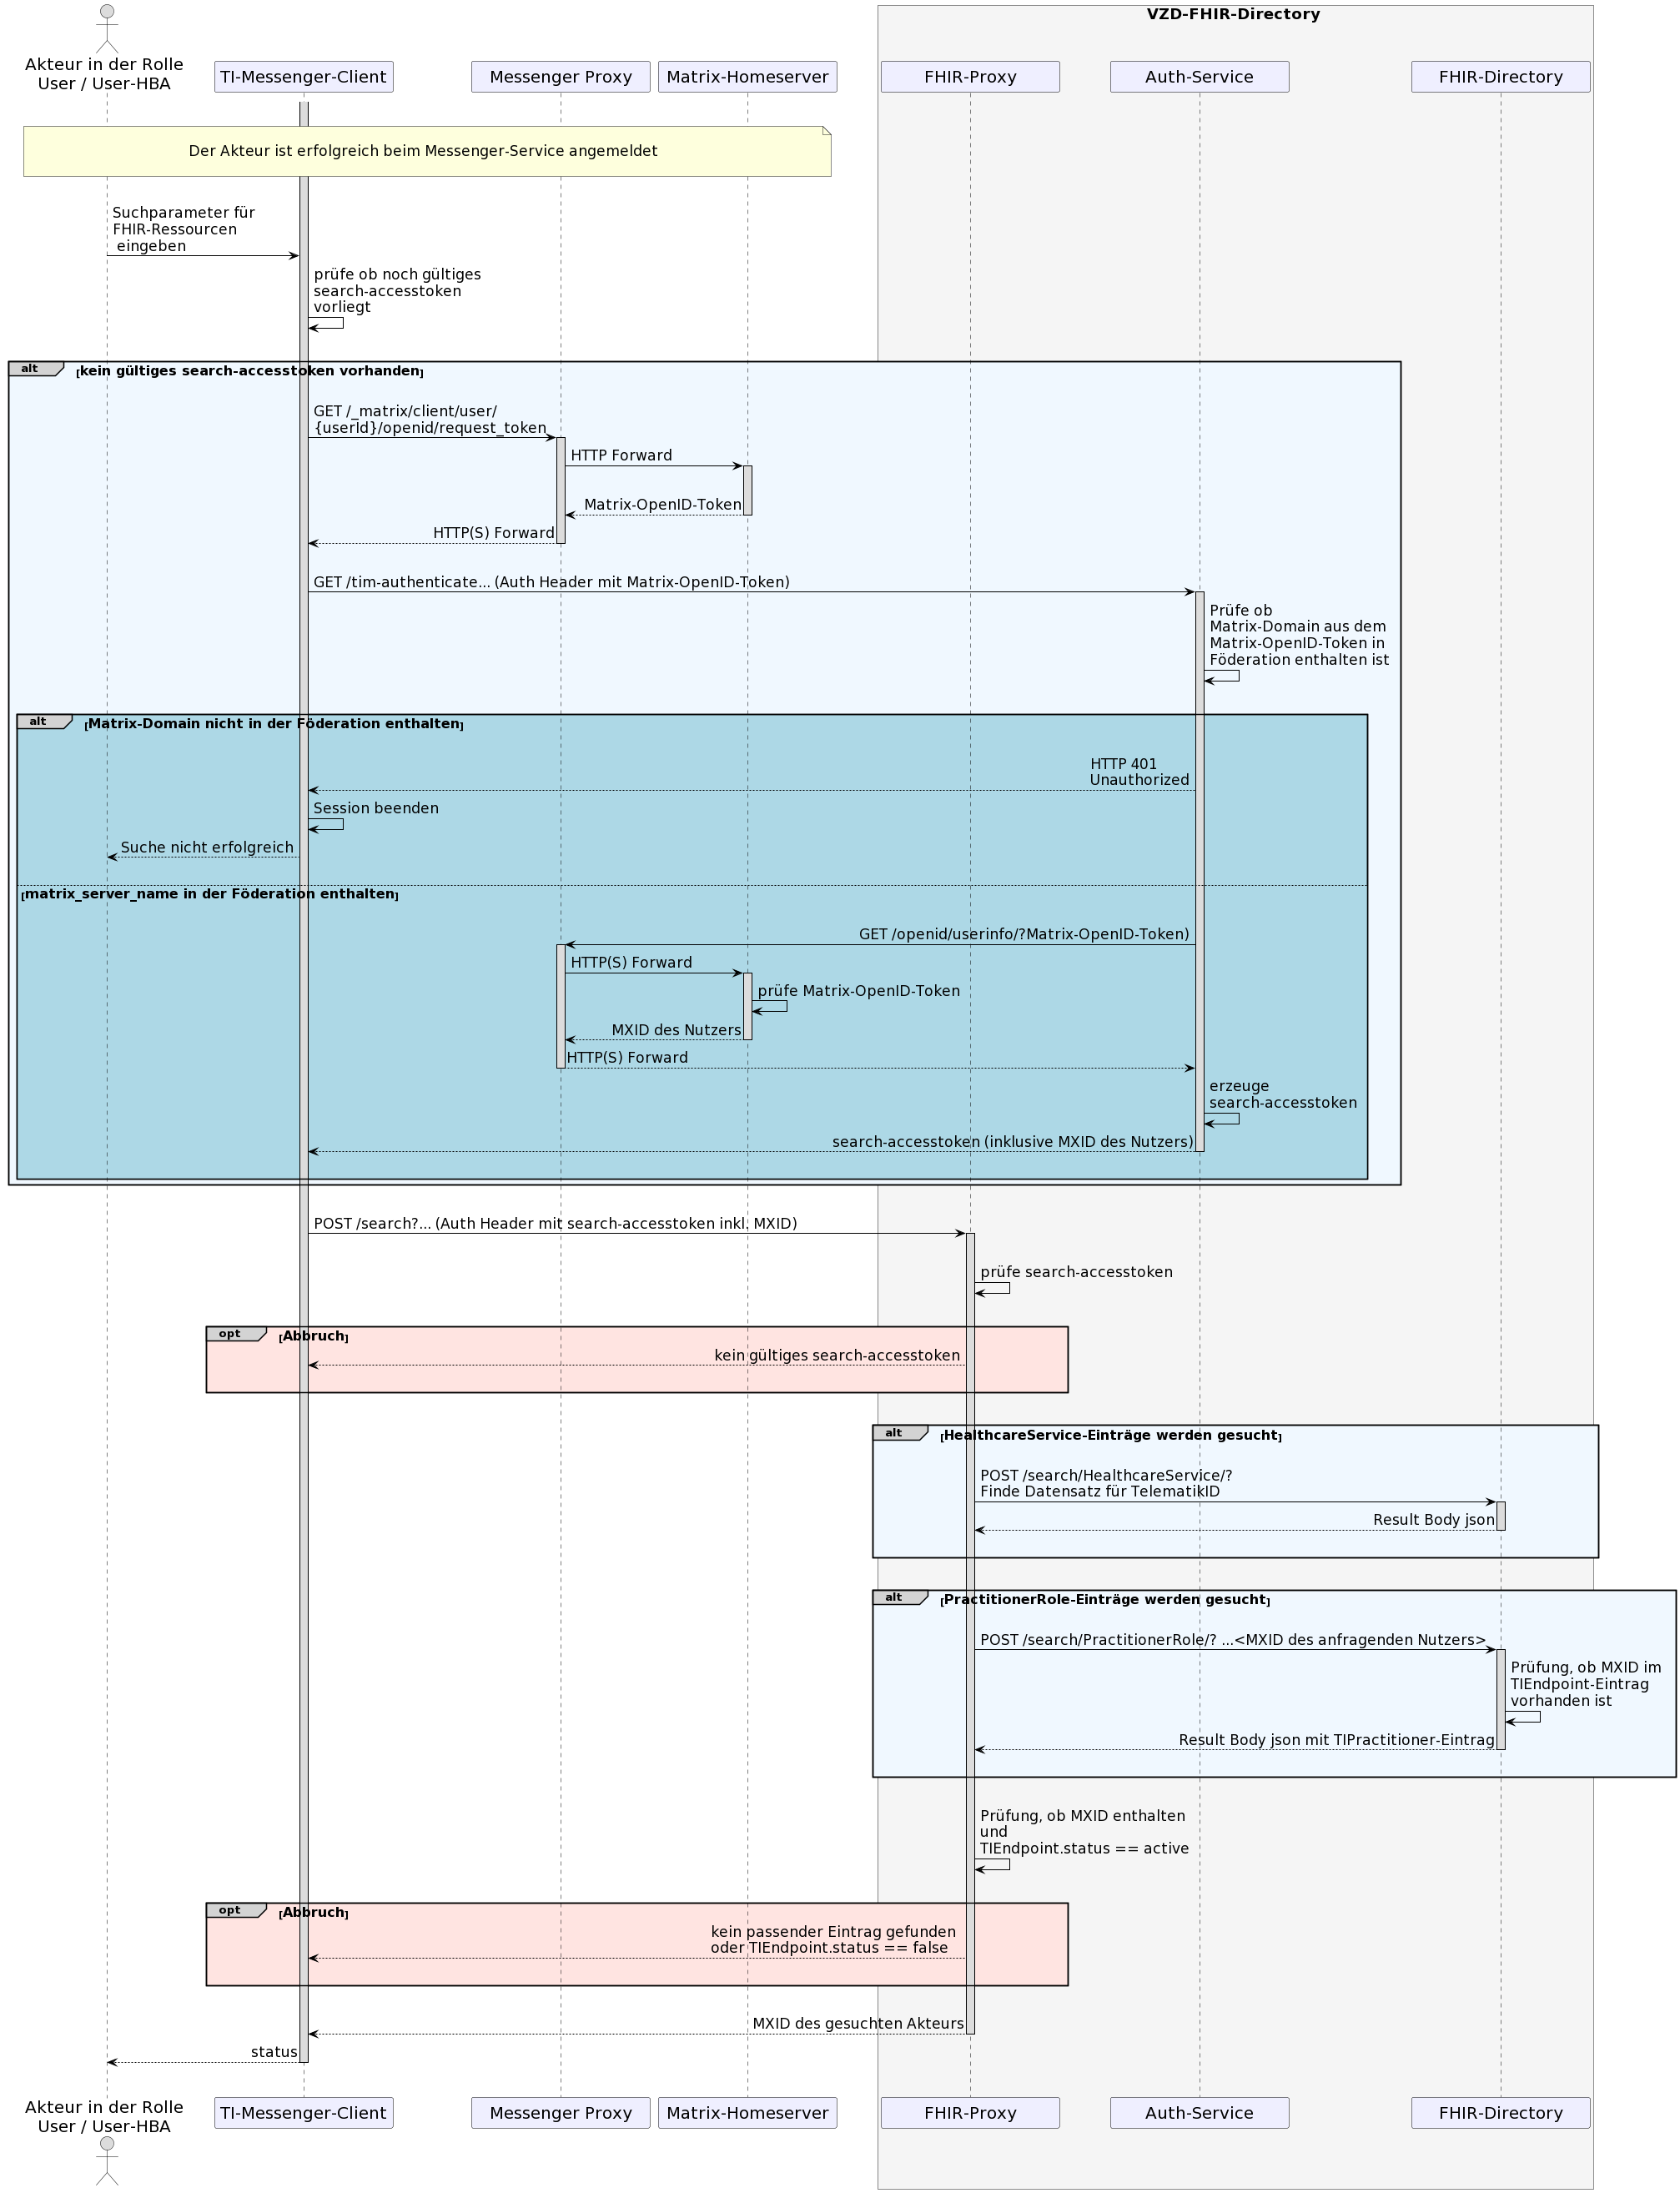 VZD-FHIR-Directory
Akteur in der Rolle
User / User-HBA
TI-Messenger-Client
Messenger Proxy
Matrix-Homeserver
FHIR-Proxy
Auth-Service
FHIR-Directory
Der Akteur ist erfolgreich beim Messenger-Service angemeldet
Suchparameter für
FHIR-Ressourcen
eingeben
prüfe ob noch gültiges
search-accesstoken
vorliegt
alt
[kein gültiges search-accesstoken vorhanden]
GET /_matrix/client/user/
{userId}/openid/request_token
HTTP Forward
Matrix-OpenID-Token
HTTP(S) Forward
GET /tim-authenticate... (Auth Header mit Matrix-OpenID-Token)
Prüfe ob
Matrix-Domain aus dem
Matrix-OpenID-Token in
Föderation enthalten ist
alt
[Matrix-Domain nicht in der Föderation enthalten]
HTTP 401
Unauthorized
Session beenden
Suche nicht erfolgreich
[matrix_server_name in der Föderation enthalten]
GET /openid/userinfo/?Matrix-OpenID-Token)
HTTP(S) Forward
prüfe Matrix-OpenID-Token
MXID des Nutzers
HTTP(S) Forward
erzeuge
search-accesstoken
search-accesstoken (inklusive MXID des Nutzers)
POST /search?... (Auth Header mit search-accesstoken inkl. MXID)
prüfe search-accesstoken
opt
[Abbruch]
kein gültiges search-accesstoken
alt
[HealthcareService-Einträge werden gesucht]
POST /search/HealthcareService/?
Finde Datensatz für TelematikID
Result Body json
alt
[PractitionerRole-Einträge werden gesucht]
POST /search/PractitionerRole/? ...<MXID des anfragenden Nutzers>
Prüfung, ob MXID im
TIEndpoint-Eintrag
vorhanden ist
Result Body json mit TIPractitioner-Eintrag
Prüfung, ob MXID enthalten
und
TIEndpoint.status == active
opt
[Abbruch]
kein passender Eintrag gefunden
oder TIEndpoint.status == false
MXID des gesuchten Akteurs
status
Akteur in der Rolle
User / User-HBA
TI-Messenger-Client
Messenger Proxy
Matrix-Homeserver
FHIR-Proxy
Auth-Service
FHIR-Directory